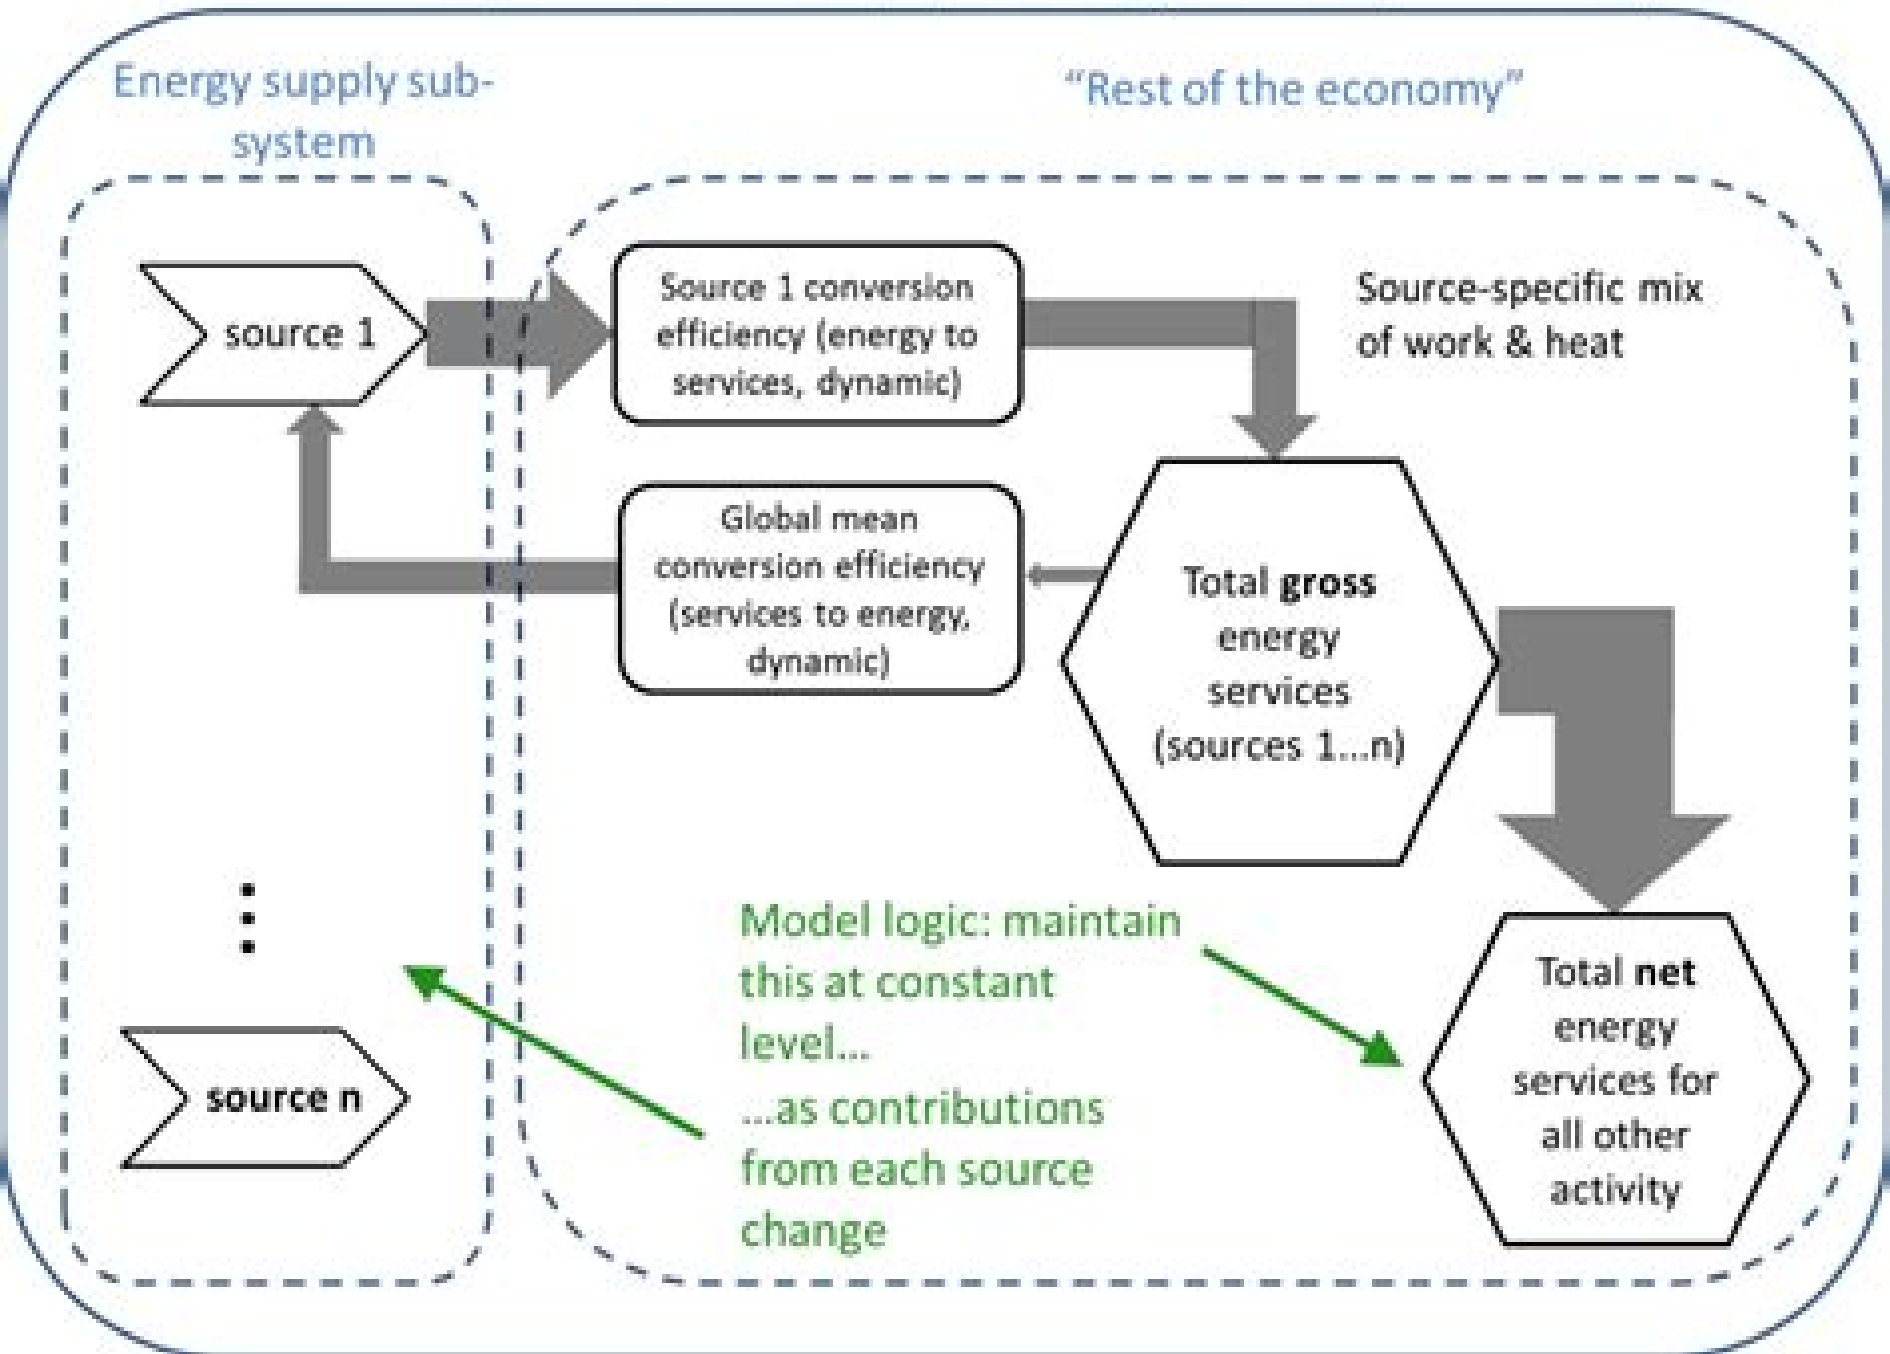 Energy supply sub-
system
“Rest of the economy”
source 1
Source 1 conversion
efficiency (energy to
services, dynamic)
Source-specific mix
of work & heat
Global mean
conversion efficiency
(services to energy,
dynamic)
Total gross
energy
services
(sources 1...n)
Model logic: maintain
this at constant
level...
...as contributions
from each source
change
source n
Total net
energy
services for
all other
activity